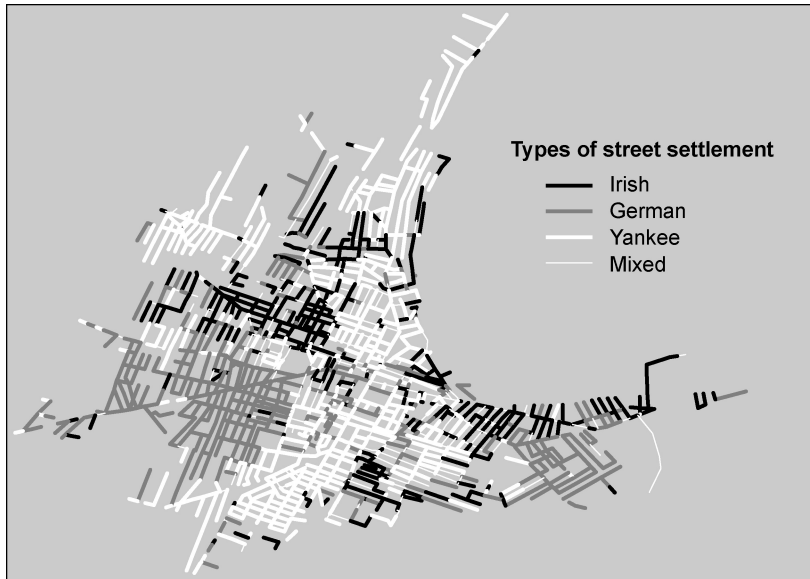 Types of street settlement
Irish
German
Yankee
Mixed